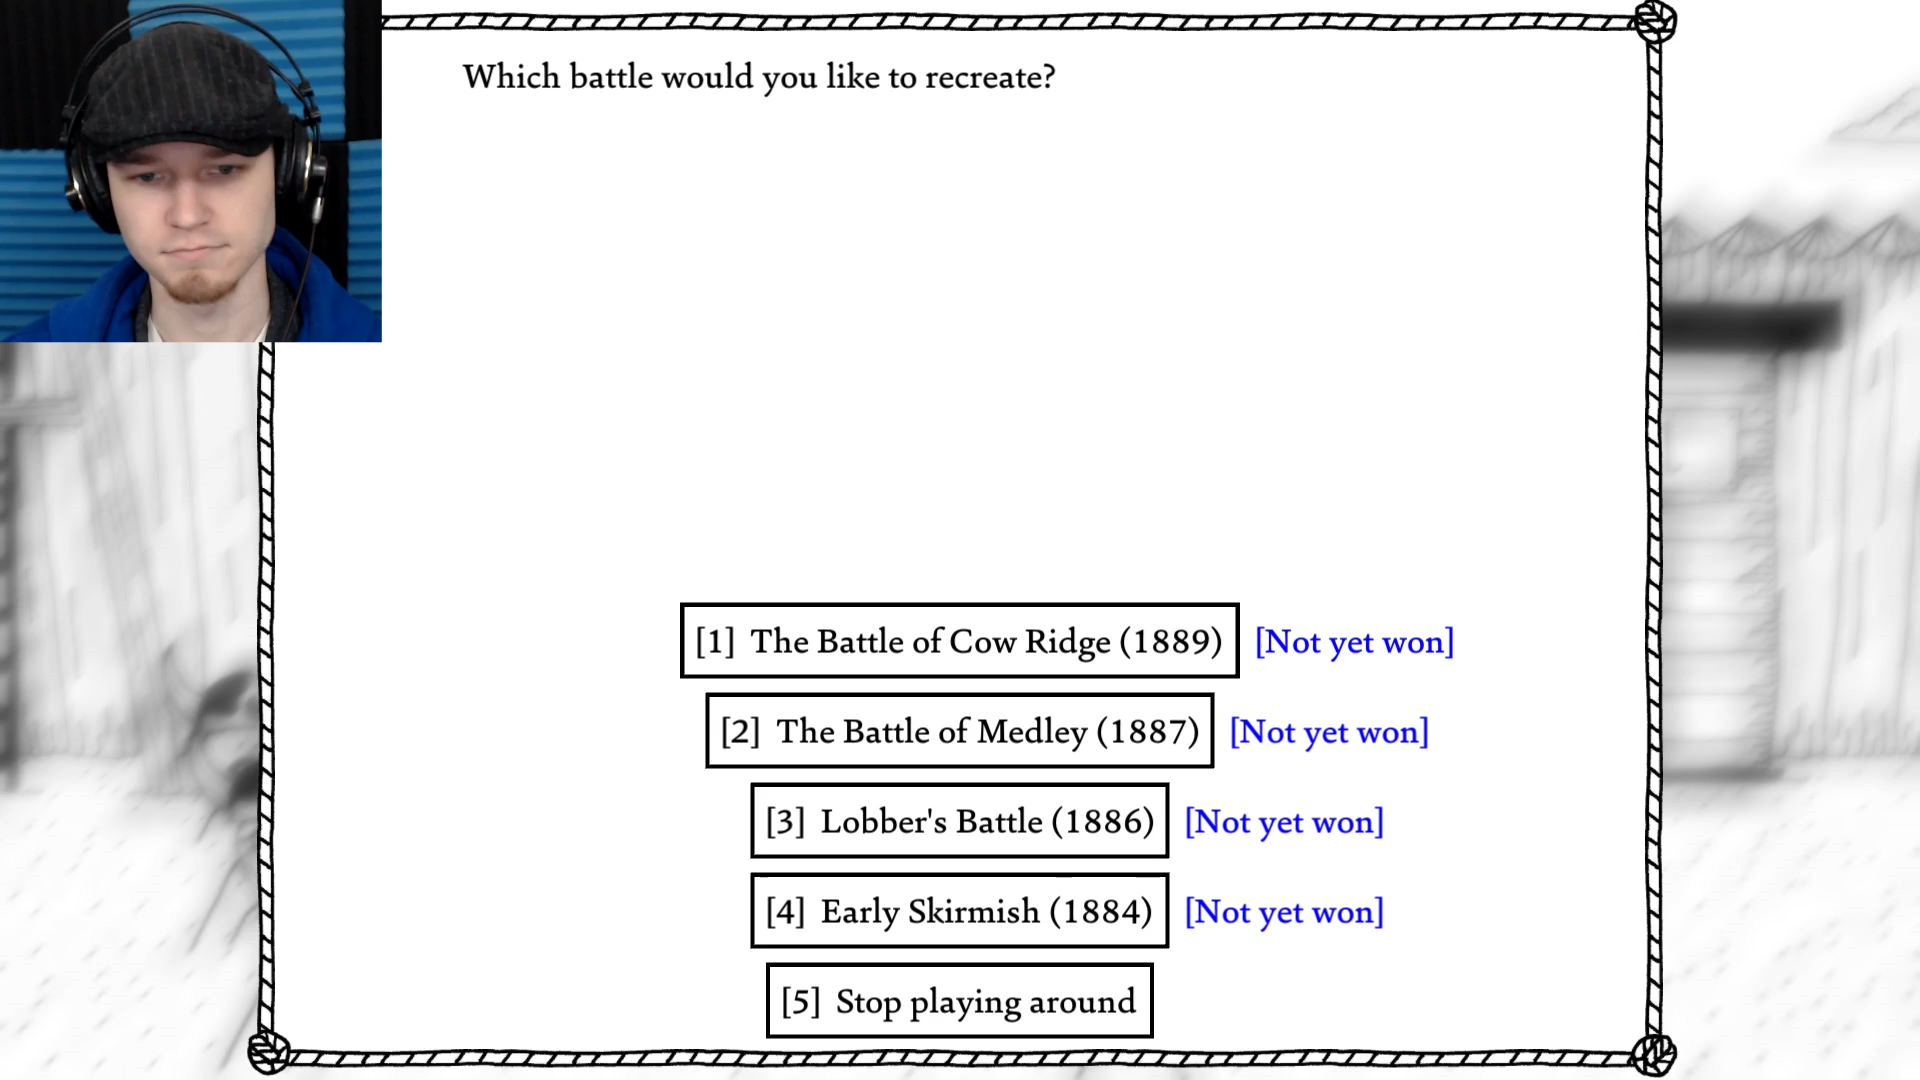 Which battle would you like to recreate?
[1] The Battle of Cow Ridge (1889) [Not yet won]
[2] The Battle of Medley (1887) [Not yet won]
[3] Lobber's Battle (1886) [Not yet won]
[4] Early Skirmish (1884) [Not yet won]
[5] Stop playing around